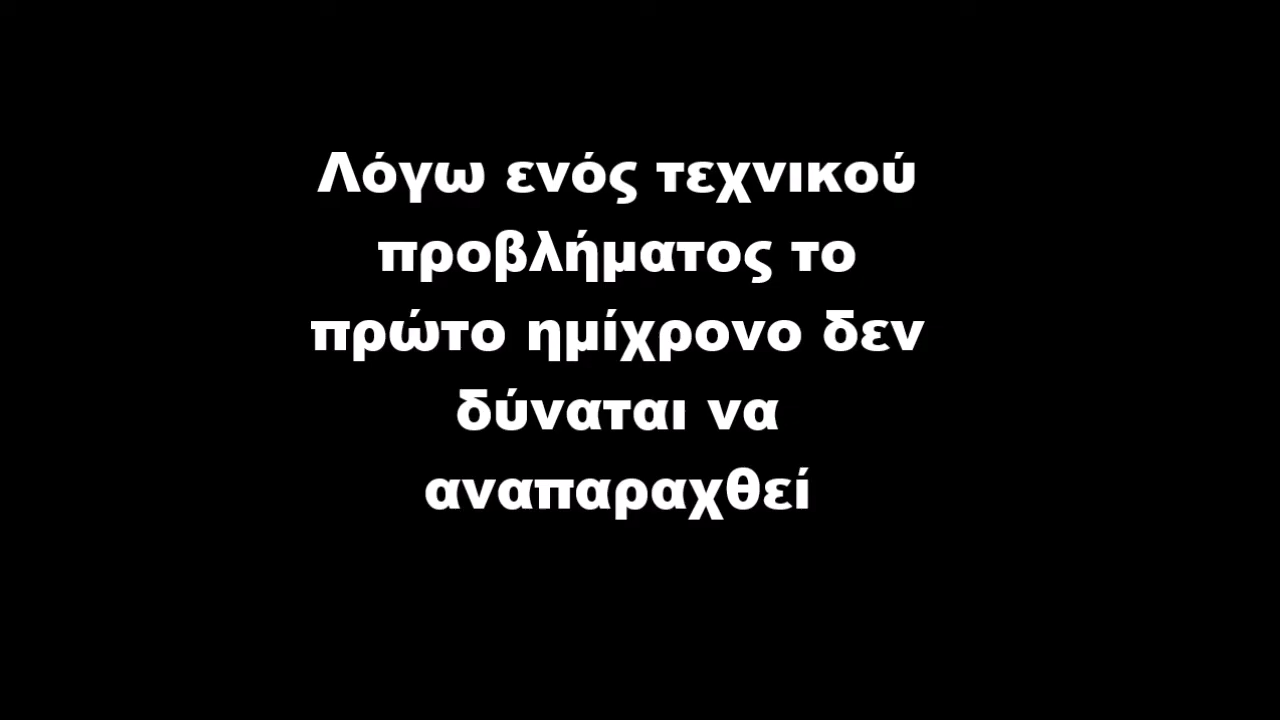 Λόγω ενός τεχνικού
προβλήματος το
πρώτο ημίχρονο δεν
δύναται να
αναπαραχθεί